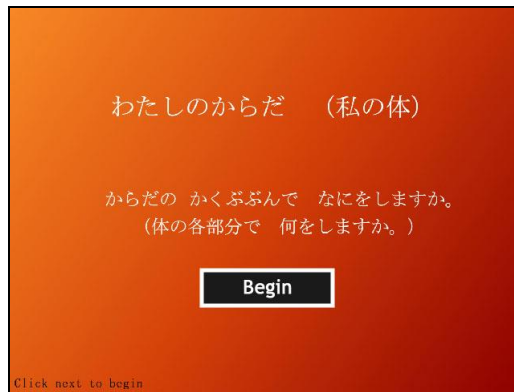 わたしのからだ　（私の体）
からだの かくぶぶんで　なにをしますか。
（体の各部分で　何をしますか。）
Begin
Click next to begin